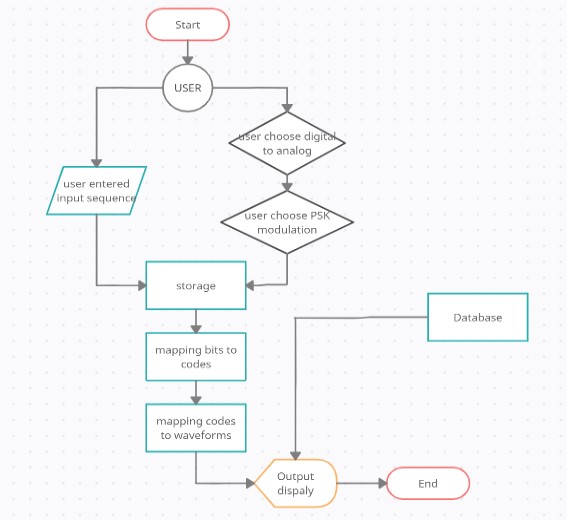 Start
USER
user choose digital
to analog
user entered
input sequence
user choose PSK
modulation
storage
Database
mapping bits to
codes
mapping codes
to waveforms
Output
dispaly
End